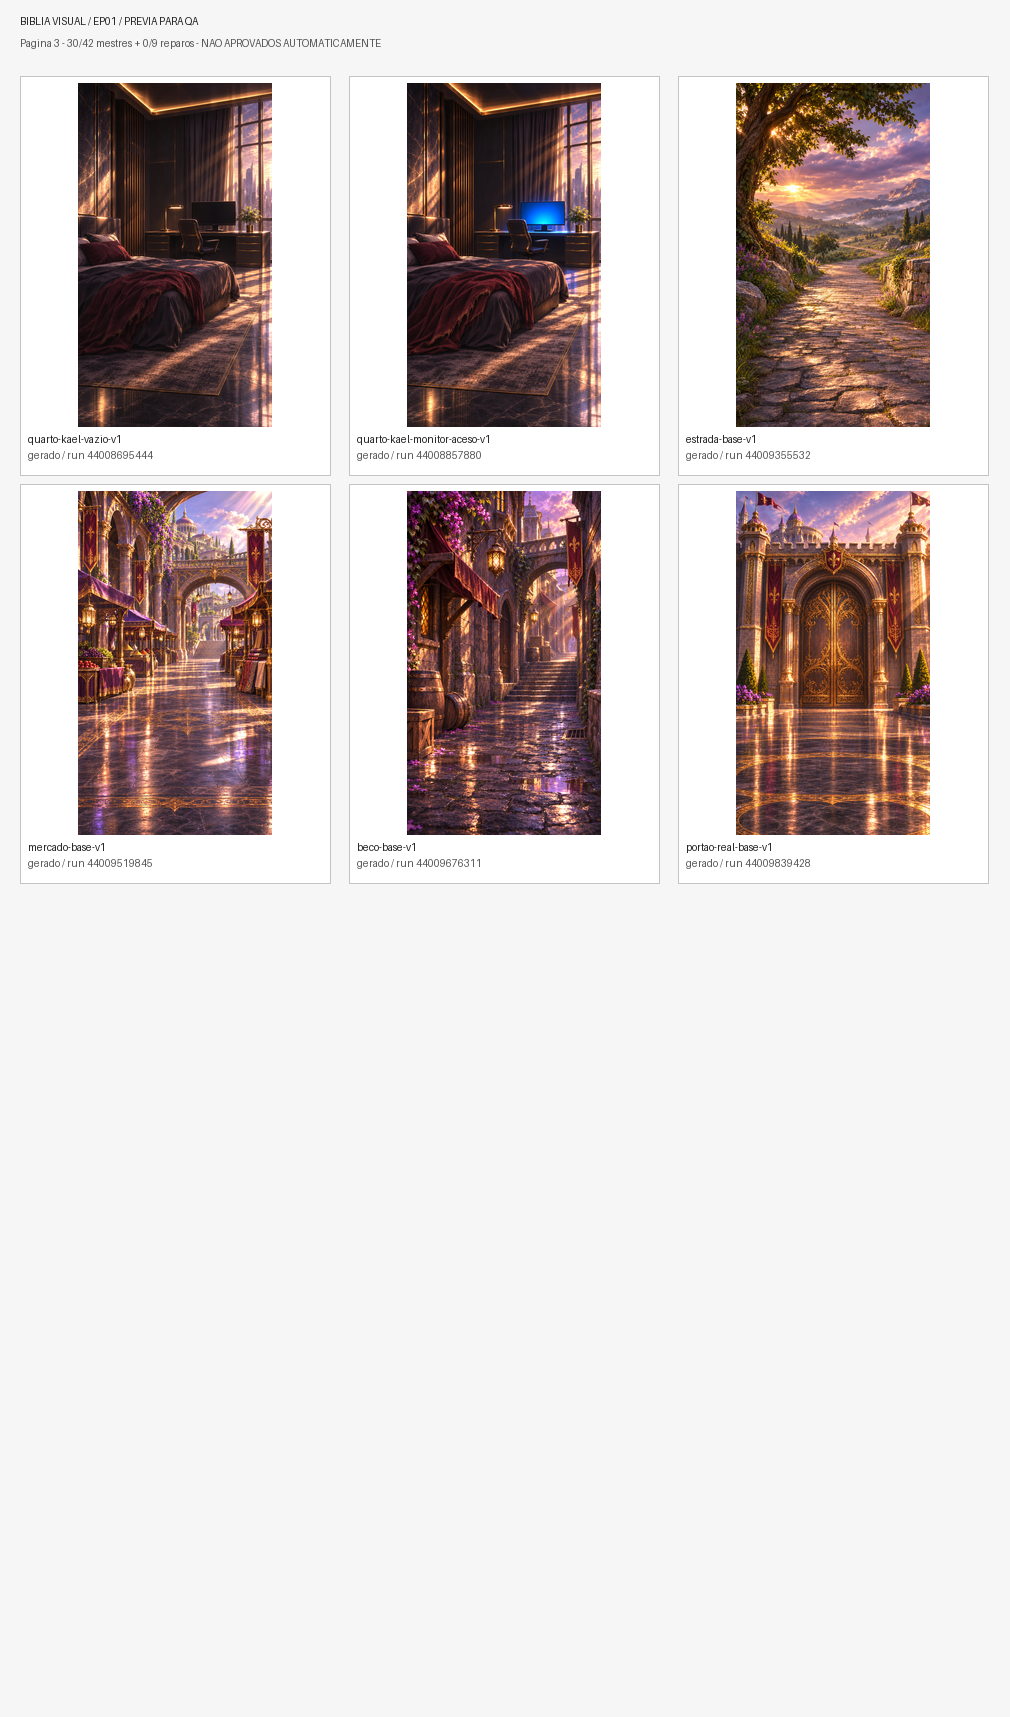 BIBLIA VISUAL / EP01 / PREVIA PARA QA
Pagina 3 - 30/42 mestres + 0/9 reparos - NAO APROVADOS AUTOMATICAMENTE
quarto-kael-vazio-v1
gerado / run 44008695444
quarto-kael-monitor-aceso-v1
gerado / run 44008857880
estrada-base-v1
gerado / run 44009355532
mercado-base-v1
gerado / run 44009519845
beco-base-v1
gerado / run 44009676311
portao-real-base-v1
gerado / run 44009839428